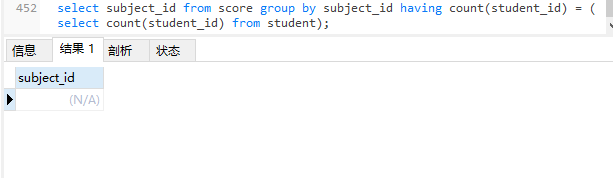 452 select subject_id from score group by subject_id having count(student_id) = (
select count(student_id) from student);
信息 结果 1 剖析 状态
subject_id
(N/A)